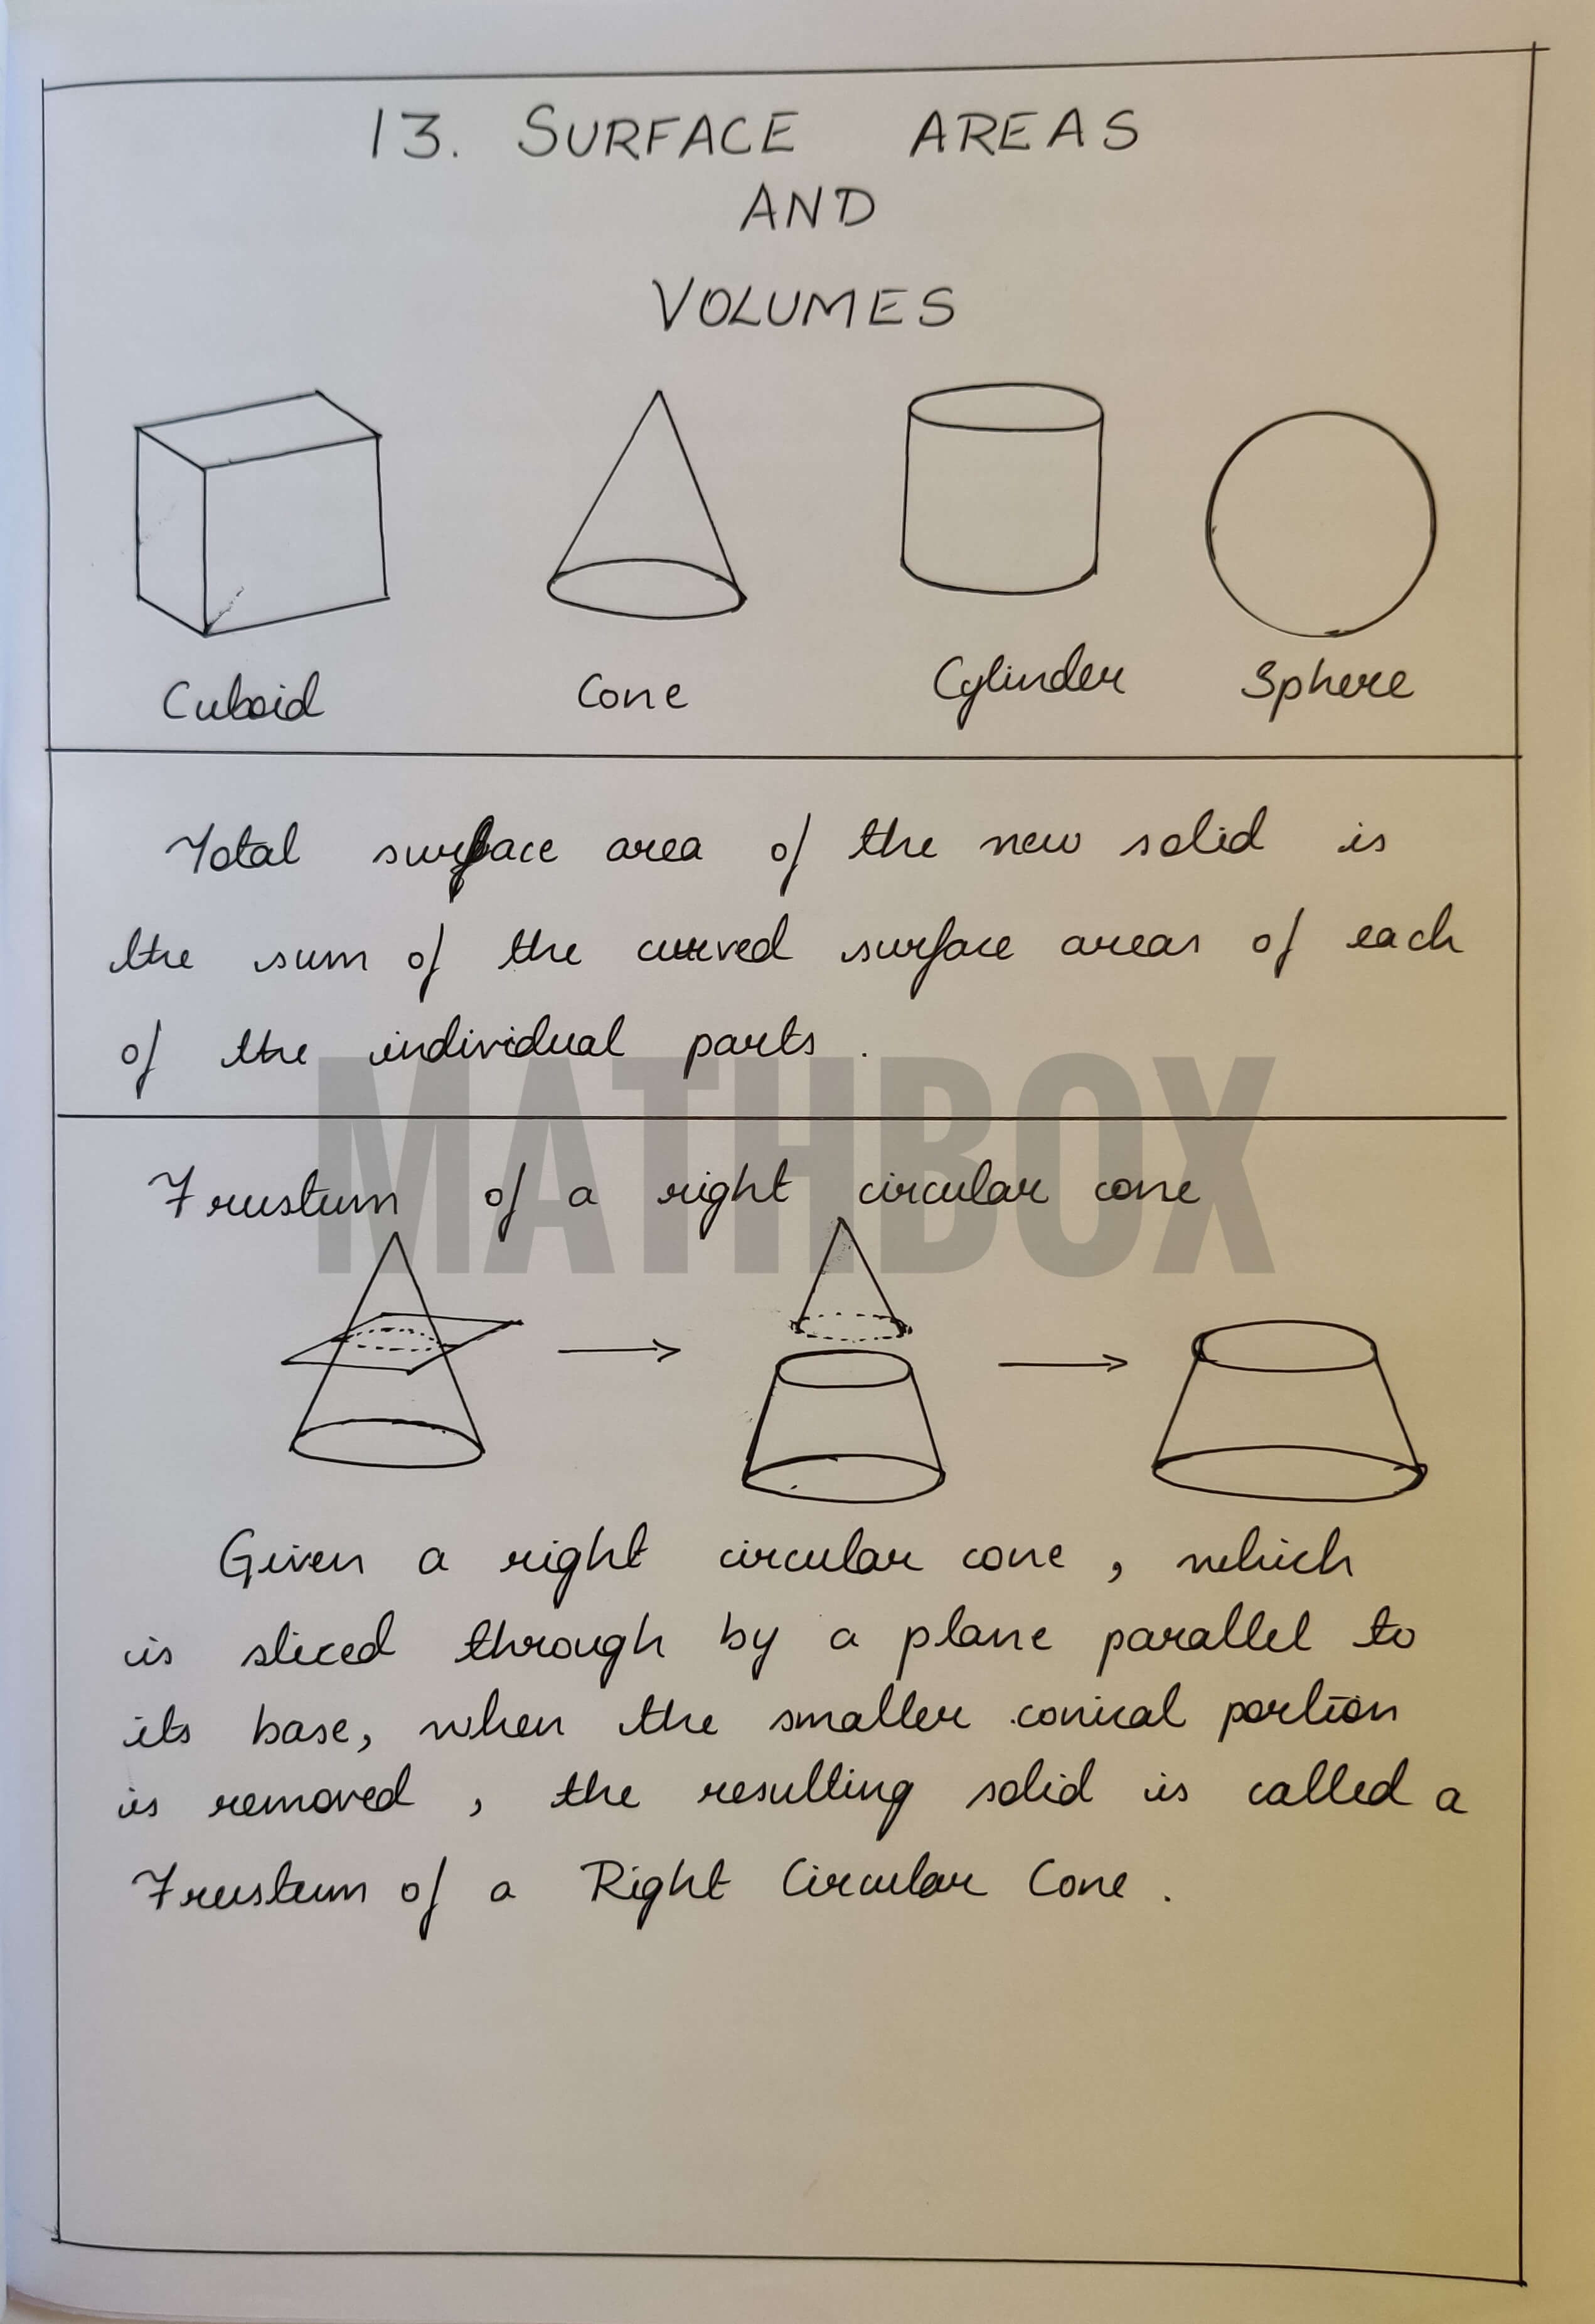 13. SURFACE AREAS
AND
VOLUMES
Cuboid Cone Cylinder Sphere
Total surface area of the new solid is
the sum of the curved surface areas of each
of the individual parts .
MATHBOX
Frustum of a right circular cone
Given a right circular cone , which
is sliced through by a plane parallel to
its base, when the smaller conical portion
is removed , the resulting solid is called a
Frustum of a Right Circular Cone .